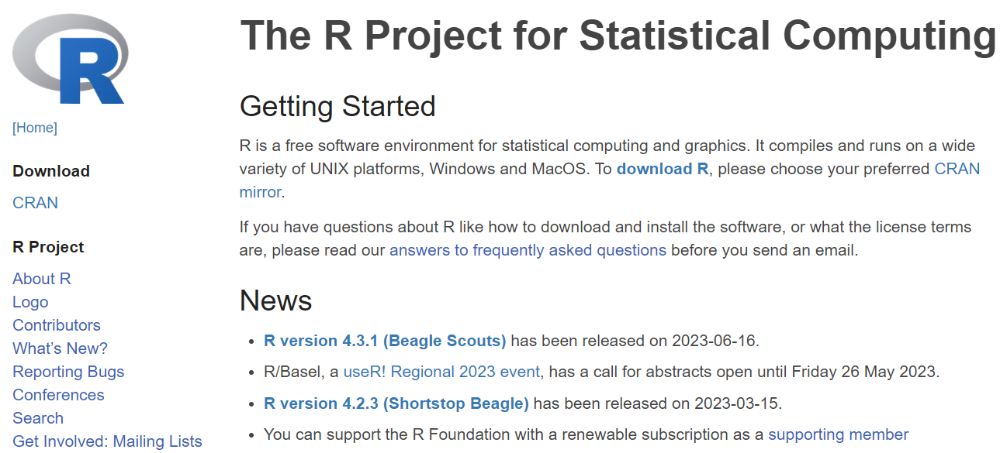 R
[Home]
Download
CRAN
R Project
About R
Logo
Contributors
What’s New?
Reporting Bugs
Conferences
Search
Get Involved: Mailing Lists
The R Project for Statistical Computing
Getting Started
R is a free software environment for statistical computing and graphics. It compiles and runs on a wide
variety of UNIX platforms, Windows and MacOS. To download R, please choose your preferred CRAN
mirror.
If you have questions about R like how to download and install the software, or what the license terms
are, please read our answers to frequently asked questions before you send an email.
News
• R version 4.3.1 (Beagle Scouts) has been released on 2023-06-16.
• R/Basel, a useR! Regional 2023 event, has a call for abstracts open until Friday 26 May 2023.
• R version 4.2.3 (Shortstop Beagle) has been released on 2023-03-15.
• You can support the R Foundation with a renewable subscription as a supporting member